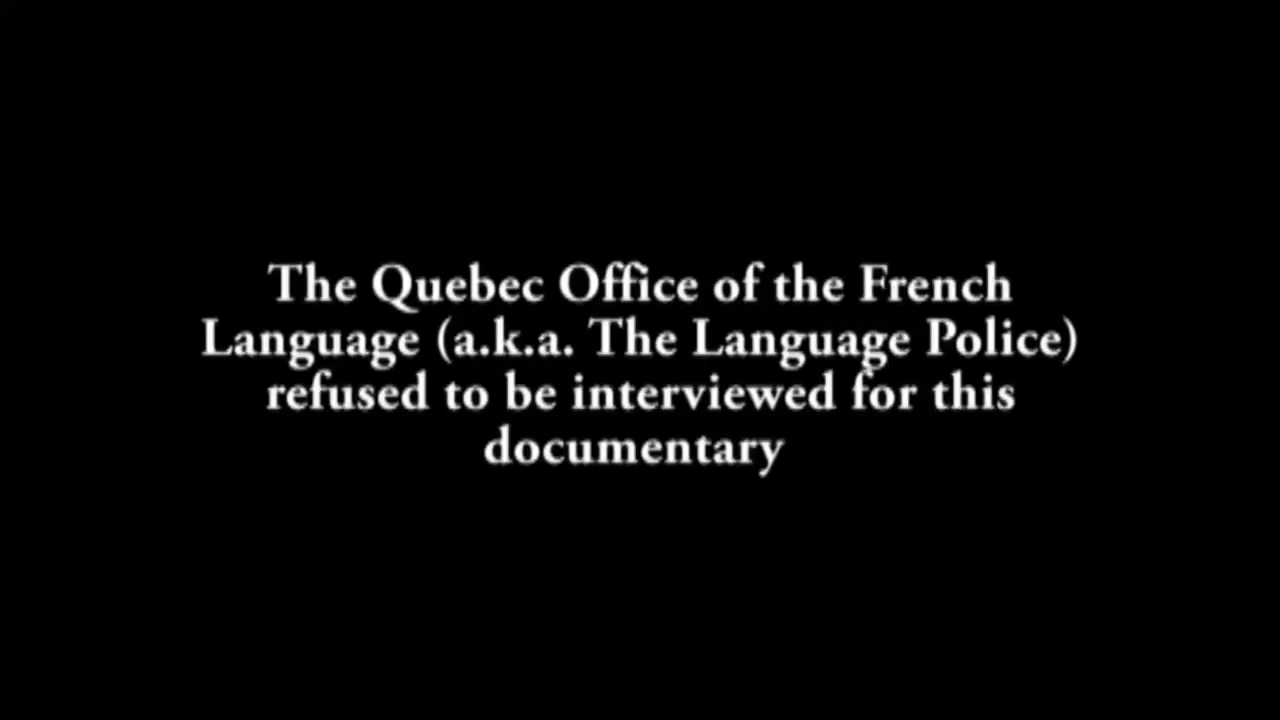 The Quebec Office of the French
Language (a.k.a. The Language Police)
refused to be interviewed for this
documentary